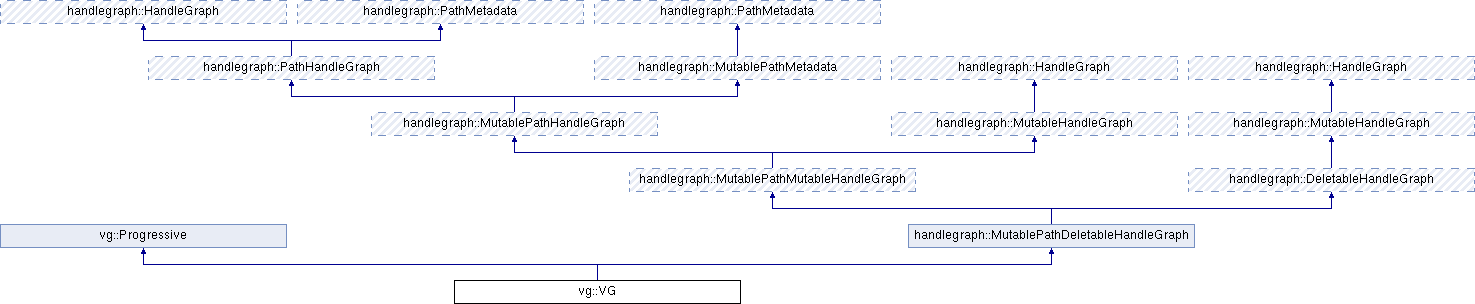 handlegraph::HandleGraph
handlegraph::PathMetadata
handlegraph::PathMetadata
handlegraph::PathHandleGraph
handlegraph::MutablePathMetadata
handlegraph::HandleGraph
handlegraph::HandleGraph
handlegraph::MutablePathHandleGraph
handlegraph::MutableHandleGraph
handlegraph::MutableHandleGraph
handlegraph::MutablePathMutableHandleGraph
handlegraph::DeletableHandleGraph
vg::Progressive
handlegraph::MutablePathDeletableHandleGraph
vg::VG